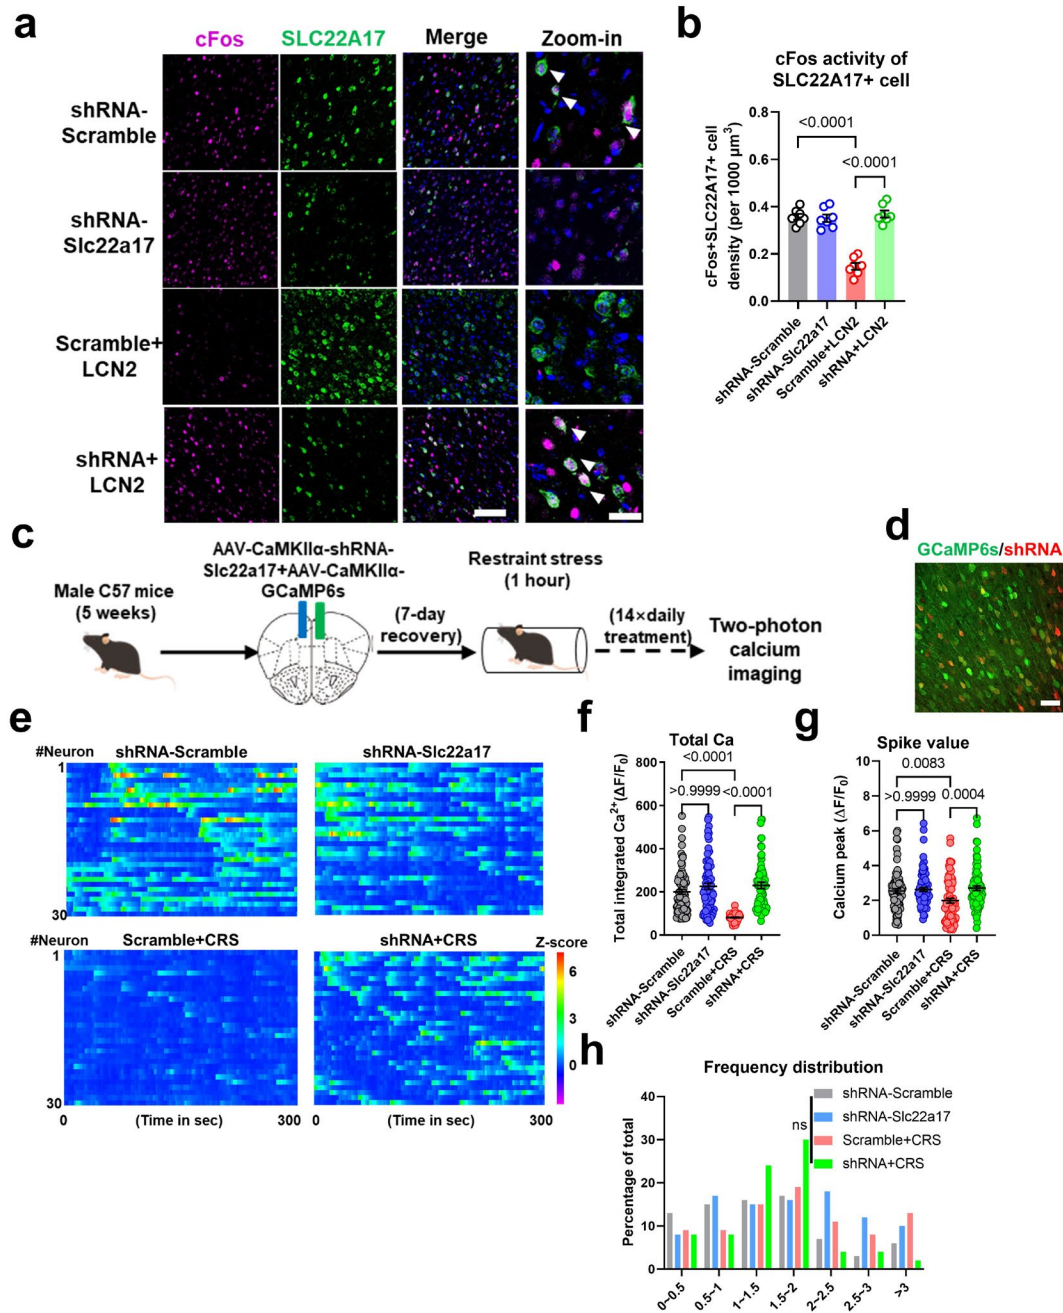 a
cFos
SLC22A17
Merge
Zoom-in
shRNA-
Scramble
shRNA-
Slc22a17
Scramble+
LCN2
shRNA+
LCN2
b
cFos activity of
SLC22A17+ cell
cFos+SLC22A17+ cell
density (per 1000 µm³)
0.8
0.6
0.4
0.2
0.0
<0.0001
<0.0001
shRNA-Scramble
shRNA-Slc22a17
Scramble+LCN2
shRNA+LCN2
c
Male C57 mice
(5 weeks)
AAV-CaMKIIα-shRNA-
Slc22a17+AAV-CaMKIIα-
GCaMP6s
(7-day
recovery)
Restraint stress
(1 hour)
(14×daily
treatment)
Two-photon
calcium
imaging
d
GCaMP6s/shRNA
e
#Neuron
shRNA-Scramble
shRNA-Slc22a17
1
30
#Neuron
Scramble+CRS
shRNA+CRS
Z-score
1
30
6
3
0
0
(Time in sec)
300
0
(Time in sec)
300
f
Total Ca
Total integrated Ca²⁺(ΔF/F₀)
800
600
400
200
0
<0.0001
>0.9999
<0.0001
shRNA-Scramble
shRNA-Slc22a17
Scramble+CRS
shRNA+CRS
g
Spike value
Calcium peak (ΔF/F₀)
10
8
6
4
2
0
0.0083
>0.9999
0.0004
shRNA-Scramble
shRNA-Slc22a17
Scramble+CRS
shRNA+CRS
h
Frequency distribution
Percentage of total
40
30
20
10
0
ns
shRNA-Scramble
shRNA-Slc22a17
Scramble+CRS
shRNA+CRS
0~0.5
0.5~1
1~1.5
1.5~2
2~2.5
2.5~3
>3